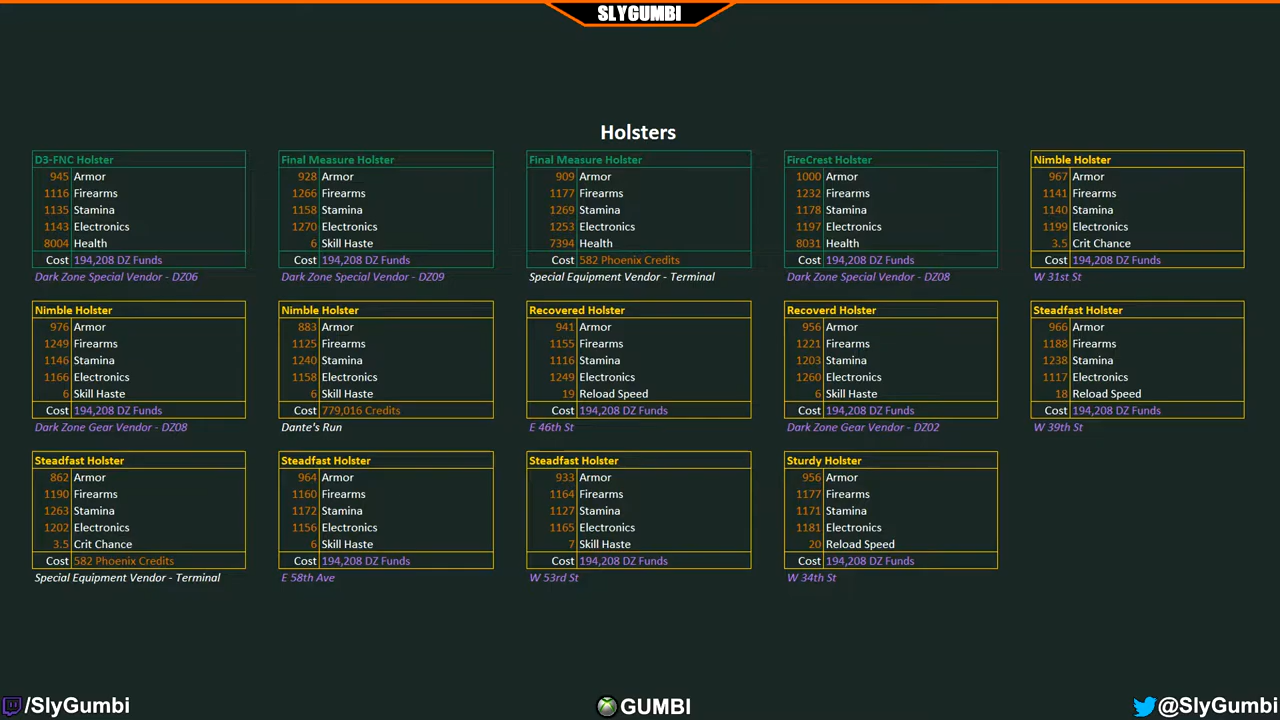 SLYGUMBI
Holsters
D3-FNC Holster
945 Armor
1116 Firearms
1135 Stamina
1143 Electronics
8004 Health
Cost 194,208 DZ Funds
Dark Zone Special Vendor - DZ06
Final Measure Holster
928 Armor
1266 Firearms
1158 Stamina
1270 Electronics
6 Skill Haste
Cost 194,208 DZ Funds
Dark Zone Special Vendor - DZ09
Final Measure Holster
909 Armor
1177 Firearms
1269 Stamina
1253 Electronics
7394 Health
Cost 582 Phoenix Credits
Special Equipment Vendor - Terminal
FireCrest Holster
1000 Armor
1232 Firearms
1178 Stamina
1197 Electronics
8031 Health
Cost 194,208 DZ Funds
Dark Zone Special Vendor - DZ08
Nimble Holster
967 Armor
1141 Firearms
1140 Stamina
1199 Electronics
3.5 Crit Chance
Cost 194,208 DZ Funds
W 31st St
Nimble Holster
976 Armor
1249 Firearms
1146 Stamina
1166 Electronics
6 Skill Haste
Cost 194,208 DZ Funds
Dark Zone Gear Vendor - DZ08
Nimble Holster
883 Armor
1125 Firearms
1240 Stamina
1158 Electronics
6 Skill Haste
Cost 779,016 Credits
Dante's Run
Recovered Holster
941 Armor
1155 Firearms
1116 Stamina
1249 Electronics
19 Reload Speed
Cost 194,208 DZ Funds
E 46th St
Recoverd Holster
956 Armor
1221 Firearms
1203 Stamina
1260 Electronics
6 Skill Haste
Cost 194,208 DZ Funds
Dark Zone Gear Vendor - DZ02
Steadfast Holster
966 Armor
1188 Firearms
1238 Stamina
1117 Electronics
18 Reload Speed
Cost 194,208 DZ Funds
W 39th St
Steadfast Holster
862 Armor
1190 Firearms
1263 Stamina
1202 Electronics
3.5 Crit Chance
Cost 582 Phoenix Credits
Special Equipment Vendor - Terminal
Steadfast Holster
964 Armor
1160 Firearms
1172 Stamina
1156 Electronics
6 Skill Haste
Cost 194,208 DZ Funds
E 58th Ave
Steadfast Holster
933 Armor
1164 Firearms
1127 Stamina
1165 Electronics
7 Skill Haste
Cost 194,208 DZ Funds
W 53rd St
Sturdy Holster
956 Armor
1177 Firearms
1171 Stamina
1181 Electronics
20 Reload Speed
Cost 194,208 DZ Funds
W 34th St
/SlyGumbi
GUMBI
@SlyGumbi